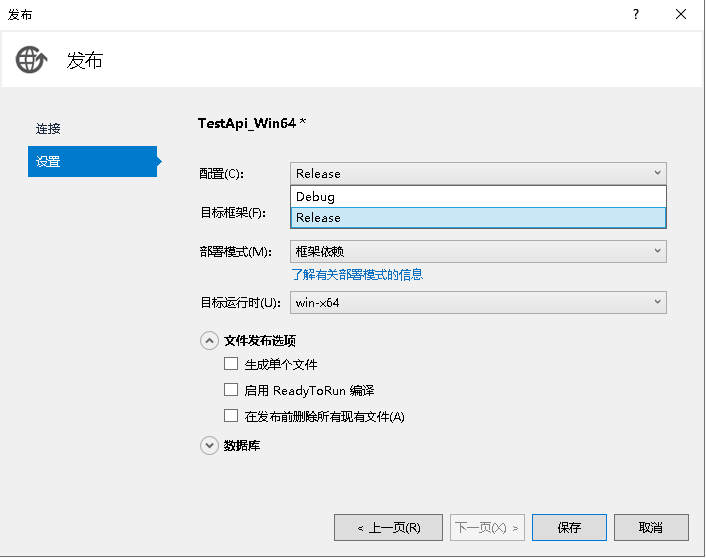 发布
?
发布
连接
设置
TestApi_Win64 *
配置(C):
Release
Debug
Release
目标框架(F):
部署模式(M):
框架依赖
了解有关部署模式的信息
目标运行时(U):
win-x64
文件发布选项
生成单个文件
启用 ReadyToRun 编译
在发布前删除所有现有文件(A)
数据库
< 上一页(R)
下一页(X) >
保存
取消